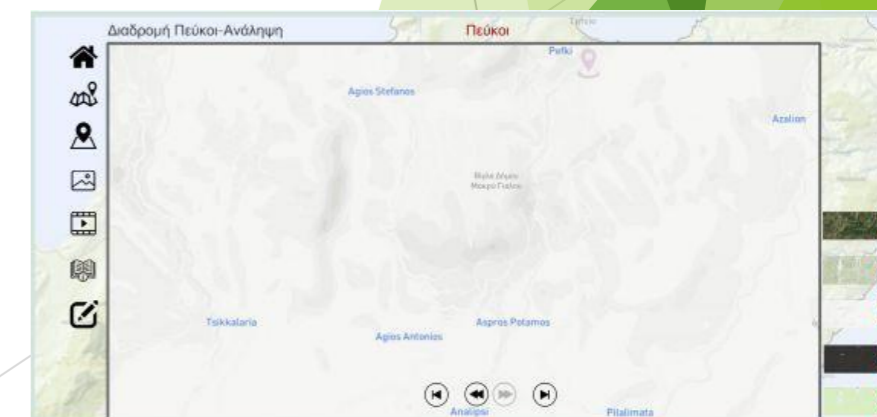 Διαδρομή Πεύκοι-Ανάληψη
Πεύκοι
Pefki
Agios Stefanos
Azalion
Tsikkalaria
Aspros Potamos
Agios Antonios
Analipsi
Pilalimata